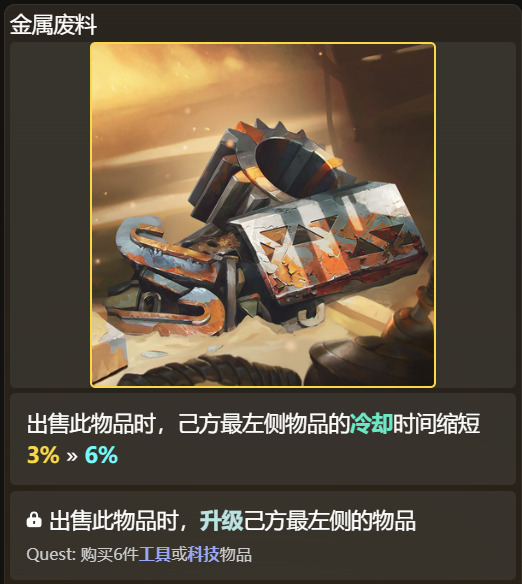 金属废料
出售此物品时，己方最左侧物品的冷却时间缩短
3% » 6%
出售此物品时，升级己方最左侧的物品
Quest: 购买6件工具或科技物品